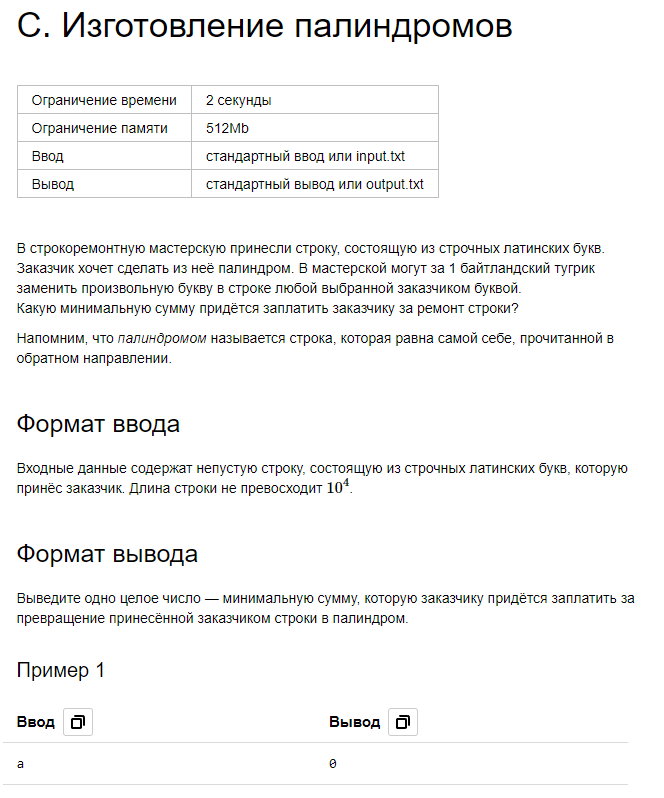 С. Изготовление палиндромов
Ограничение времени 2 секунды
Ограничение памяти 512Mb
Ввод стандартный ввод или input.txt
Вывод стандартный вывод или output.txt
В строкоремонтную мастерскую принесли строку, состоящую из строчных латинских букв.
Заказчик хочет сделать из неё палиндром. В мастерской могут за 1 байтландский тугрик
заменить произвольную букву в строке любой выбранной заказчиком буквой.
Какую минимальную сумму придётся заплатить заказчику за ремонт строки?
Напомним, что палиндромом называется строка, которая равна самой себе, прочитанной в
обратном направлении.
Формат ввода
Входные данные содержат непустую строку, состоящую из строчных латинских букв, которую
принёс заказчик. Длина строки не превосходит 10⁴.
Формат вывода
Выведите одно целое число — минимальную сумму, которую заказчику придётся заплатить за
превращение принесённой заказчиком строки в палиндром.
Пример 1
Ввод Вывод
a 0